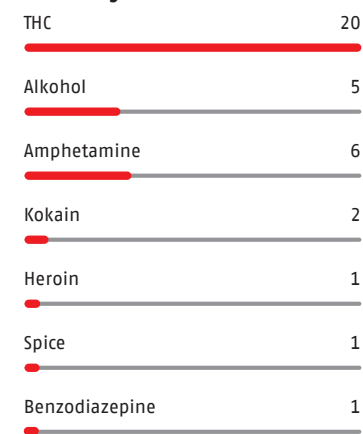 THC 20
Alkohol 5
Amphetamine 6
Kokain 2
Heroin 1
Spice 1
Benzodiazepine 1